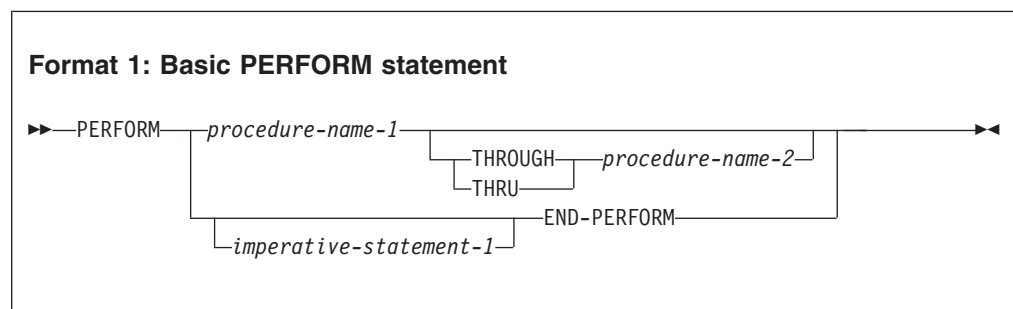 Format 1: Basic PERFORM statement
PERFORM procedure-name-1
THROUGH procedure-name-2
THRU
END-PERFORM
imperative-statement-1